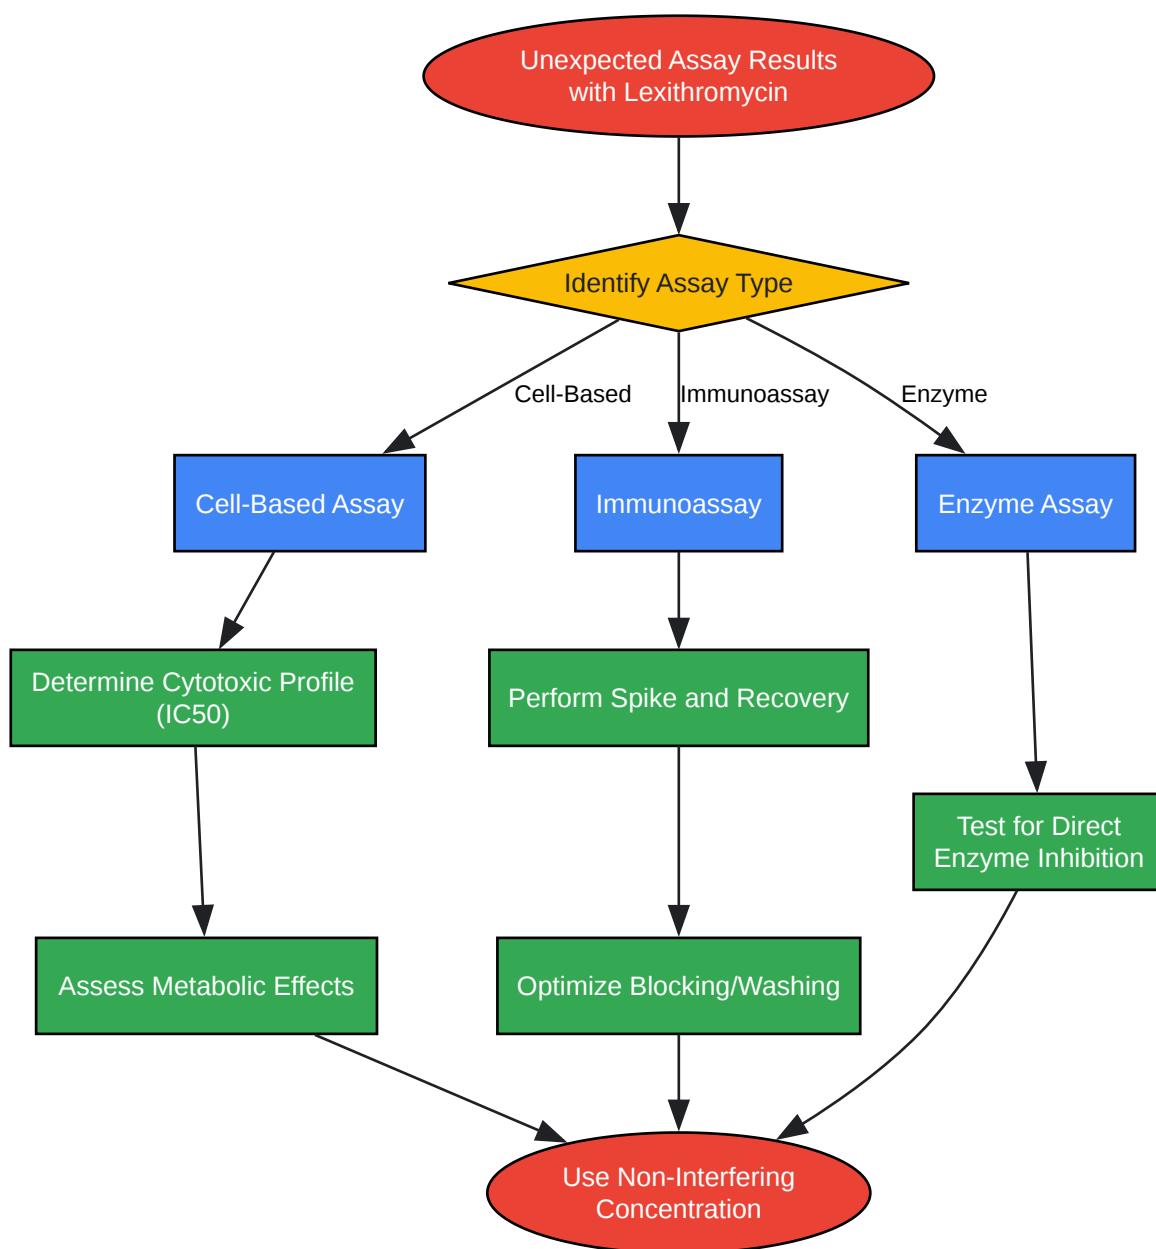 Unexpected Assay Results
with Lexithromycin
Identify Assay Type
Cell-Based
Immunoassay
Enzyme
Cell-Based Assay
Immunoassay
Enzyme Assay
Determine Cytotoxic Profile
(IC50)
Perform Spike and Recovery
Test for Direct
Enzyme Inhibition
Assess Metabolic Effects
Optimize Blocking/Washing
Use Non-Interfering
Concentration